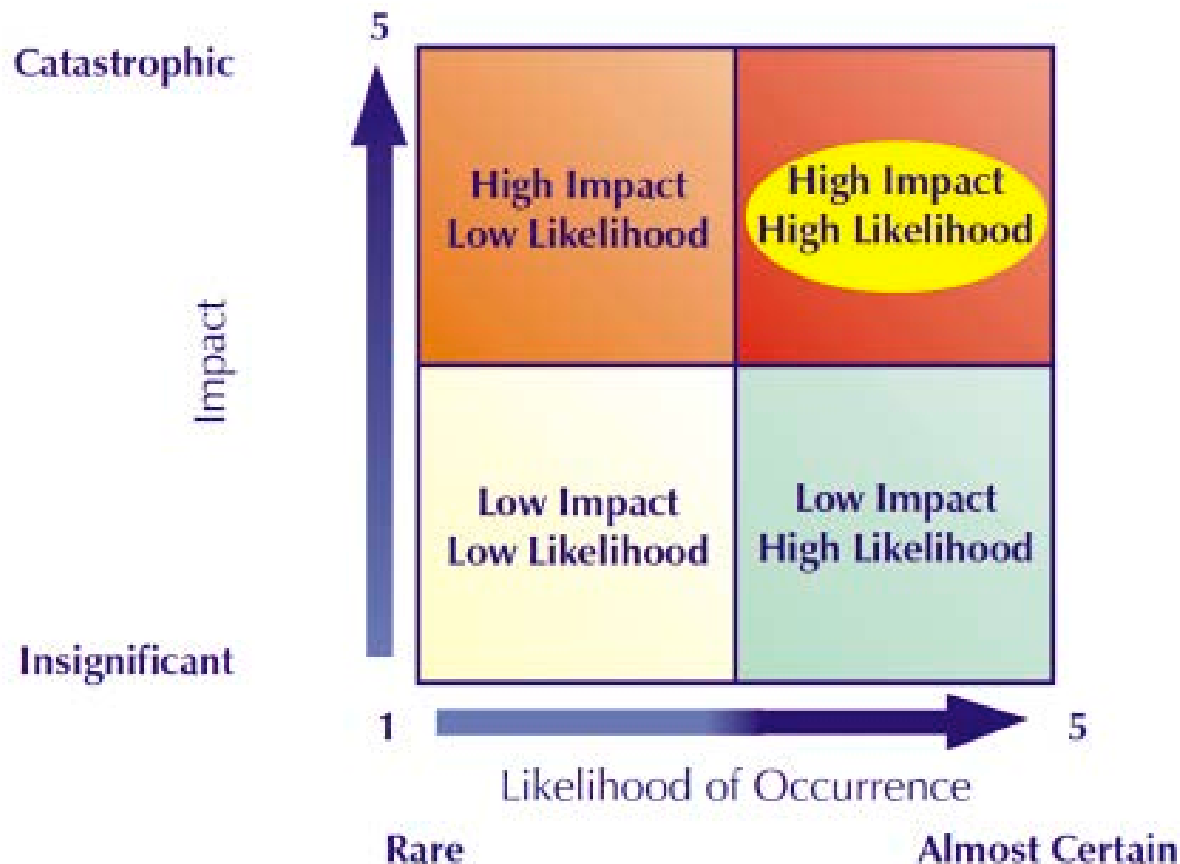 5
Catastrophic
High Impact
Low Likelihood
High Impact
High Likelihood
Impact
Low Impact
Low Likelihood
Low Impact
High Likelihood
Insignificant
1
5
Likelihood of Occurrence
Rare
Almost Certain